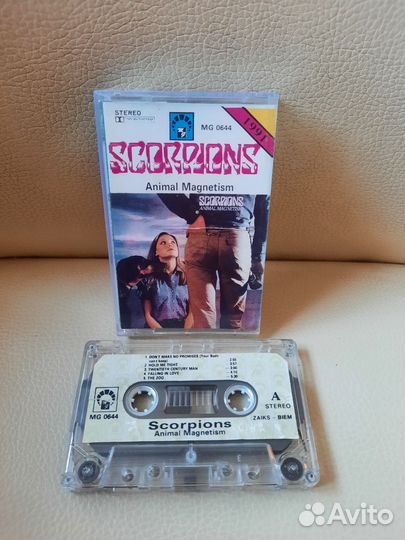 STEREO
MG 0644
1991
SCORPIONS
Animal Magnetism
SCORPIONS
ANIMAL MAGNETISM
1 DON'T MAKE NO PROMISES (Your Body
can't keep)
2 HOLD ME TIGHT
3 TWENTIETH CENTURY MAN
4 FALLING IN LOVE
5 THE ZOO
A
STEREO
MG 0644
ZAIKS - BIEM
Scorpions
Animal Magnetism
Avito